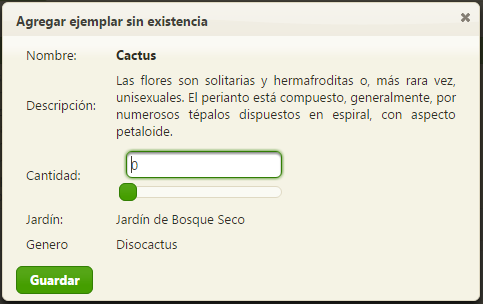 Agregar ejemplar sin existencia
Nombre: Cactus
Descripción: Las flores son solitarias y hermafroditas o, más rara vez,
unisexuales. El perianto está compuesto, generalmente, por
numerosos tépalos dispuestos en espiral, con aspecto
petaloide.
Cantidad: 0
Jardín: Jardín de Bosque Seco
Genero Disocactus
Guardar